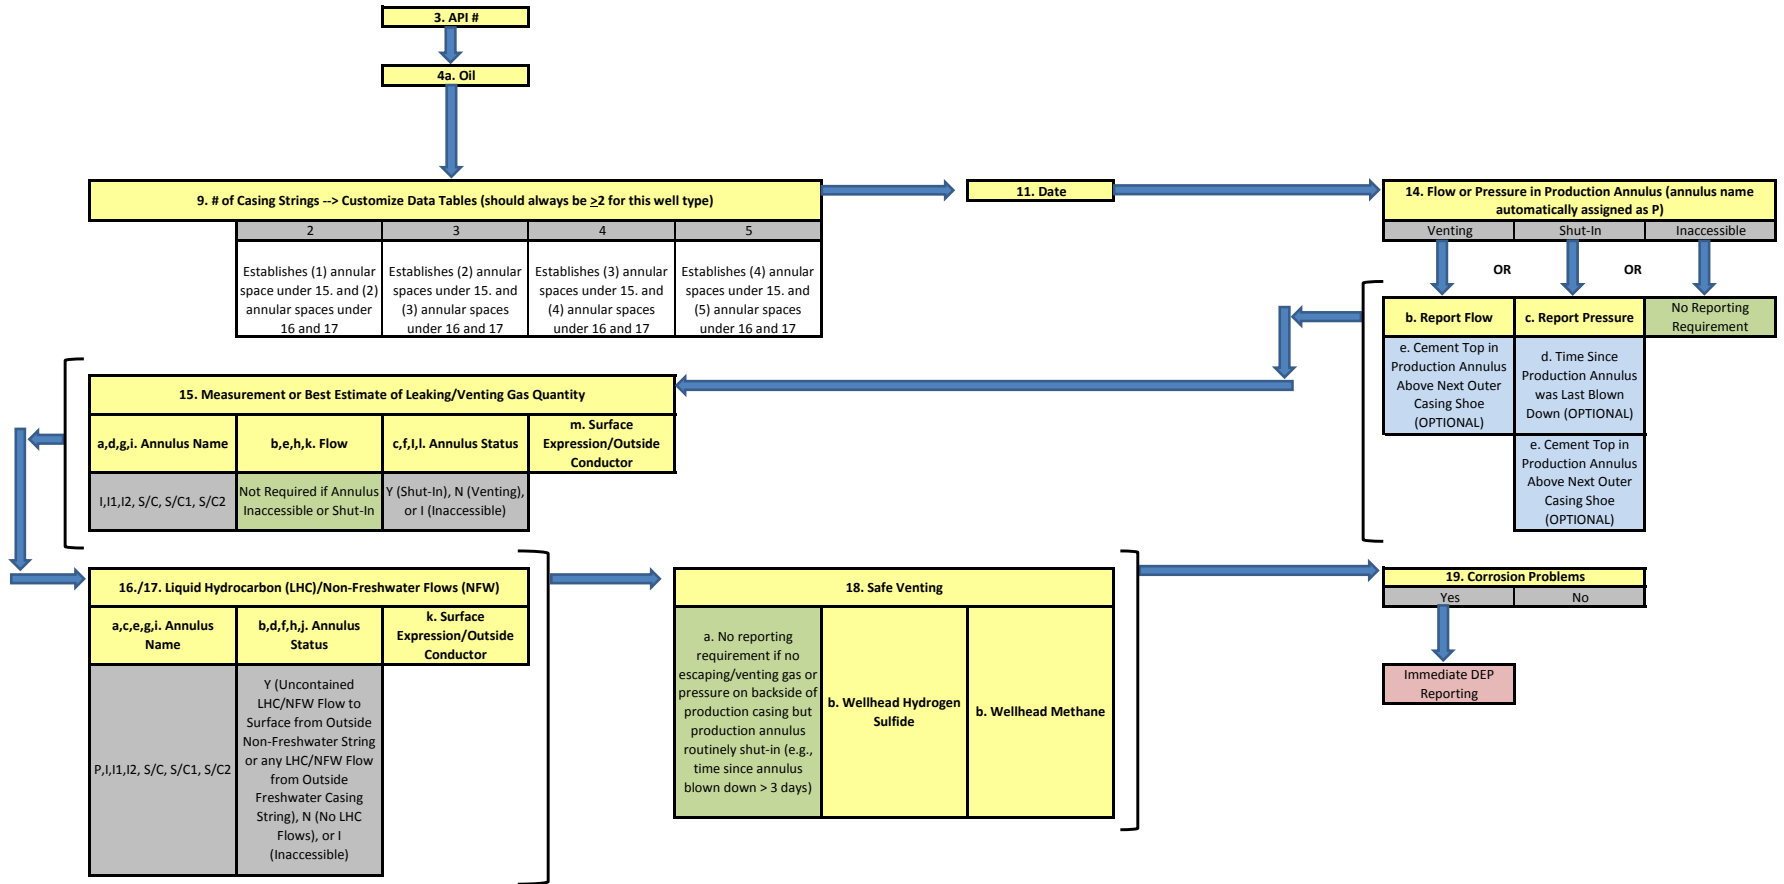 3. API #
4a. Oil
9. # of Casing Strings --> Customize Data Tables (should always be >2 for this well type)
2
3
4
5
Establishes (1) annular
space under 15. and (2)
annular spaces under
16 and 17
Establishes (2) annular
spaces under 15. and
(3) annular spaces
under 16 and 17
Establishes (3) annular
spaces under 15. and
(4) annular spaces
under 16 and 17
Establishes (4) annular
spaces under 15. and
(5) annular spaces
under 16 and 17
11. Date
14. Flow or Pressure in Production Annulus (annulus name
automatically assigned as P)
Venting
Shut-In
Inaccessible
OR
OR
b. Report Flow
c. Report Pressure
No Reporting
Requirement
e. Cement Top in
Production Annulus
Above Next Outer
Casing Shoe
(OPTIONAL)
d. Time Since
Production Annulus
was Last Blown
Down (OPTIONAL)
e. Cement Top in
Production Annulus
Above Next Outer
Casing Shoe
(OPTIONAL)
15. Measurement or Best Estimate of Leaking/Venting Gas Quantity
a,d,g,i. Annulus Name
b,e,h,k. Flow
c,f,I,l. Annulus Status
m. Surface
Expression/Outside
Conductor
I,I1,I2, S/C, S/C1, S/C2
Not Required if Annulus
Inaccessible or Shut-In
Y (Shut-In), N (Venting),
or I (Inaccessible)
16./17. Liquid Hydrocarbon (LHC)/Non-Freshwater Flows (NFW)
a,c,e,g,i. Annulus
Name
b,d,f,h,j. Annulus
Status
k. Surface
Expression/Outside
Conductor
P,I,I1,I2, S/C, S/C1, S/C2
Y (Uncontained
LHC/NFW Flow to
Surface from Outside
Non-Freshwater String
or any LHC/NFW Flow
from Outside
Freshwater Casing
String), N (No LHC
Flows), or I
(Inaccessible)
18. Safe Venting
a. No reporting
requirement if no
escaping/venting gas or
pressure on backside of
production casing but
production annulus
routinely shut-in (e.g.,
time since annulus
blown down > 3 days)
b. Wellhead Hydrogen
Sulfide
b. Wellhead Methane
19. Corrosion Problems
Yes
No
Immediate DEP
Reporting